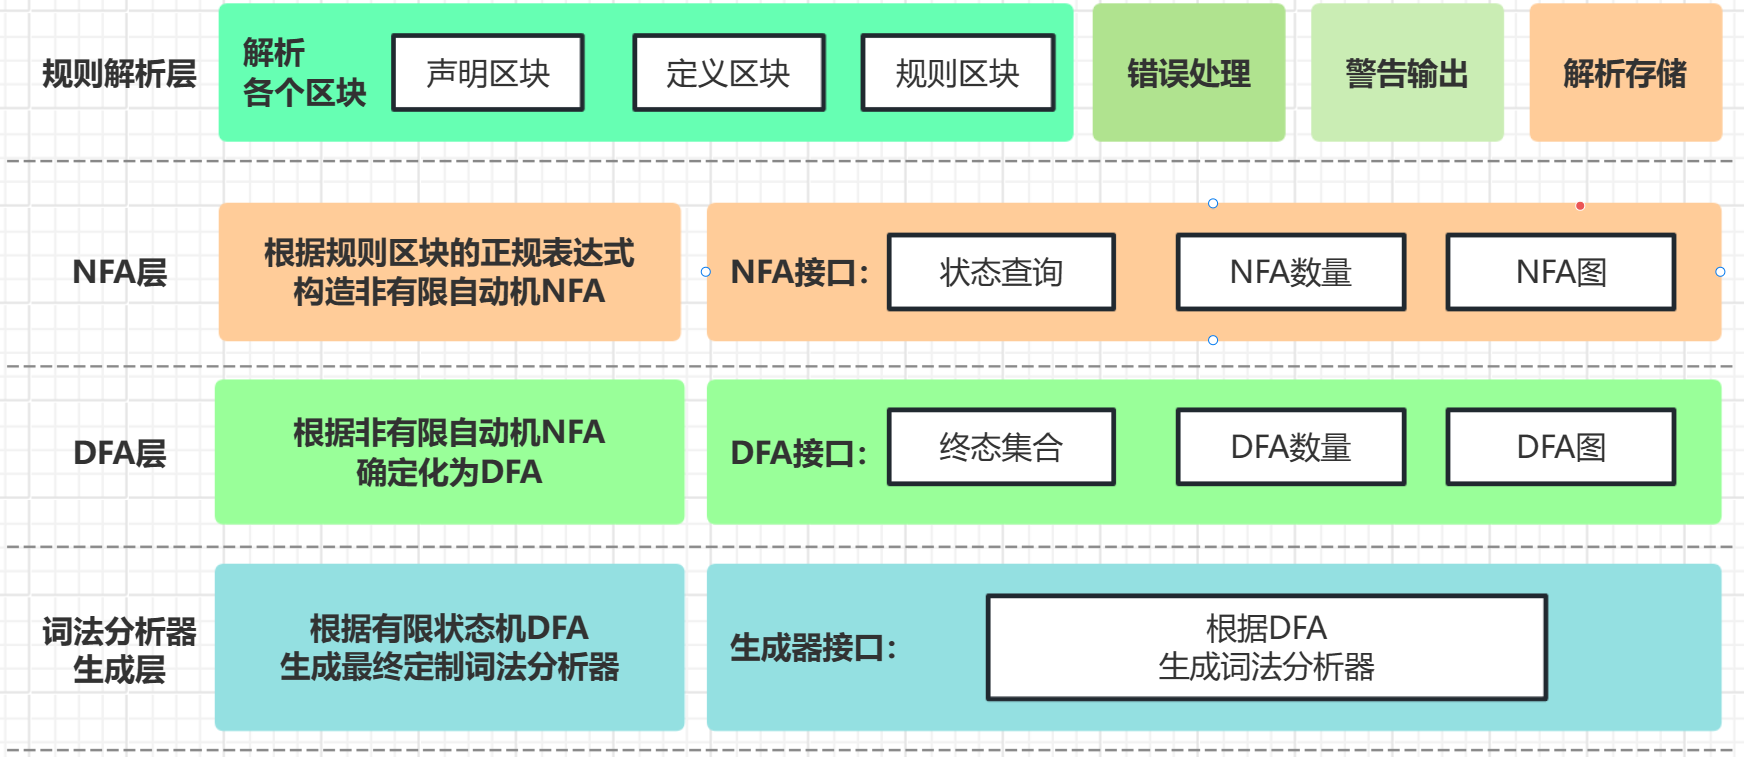 规则解析层
解析
各个区块
声明区块
定义区块
规则区块
错误处理
警告输出
解析存储
NFA层
根据规则区块的正规表达式
构造非有限自动机NFA
NFA接口：
状态查询
NFA数量
NFA图
DFA层
根据非有限自动机NFA
确定化为DFA
DFA接口：
终态集合
DFA数量
DFA图
词法分析器
生成层
根据有限状态机DFA
生成最终定制词法分析器
生成器接口：
根据DFA
生成词法分析器